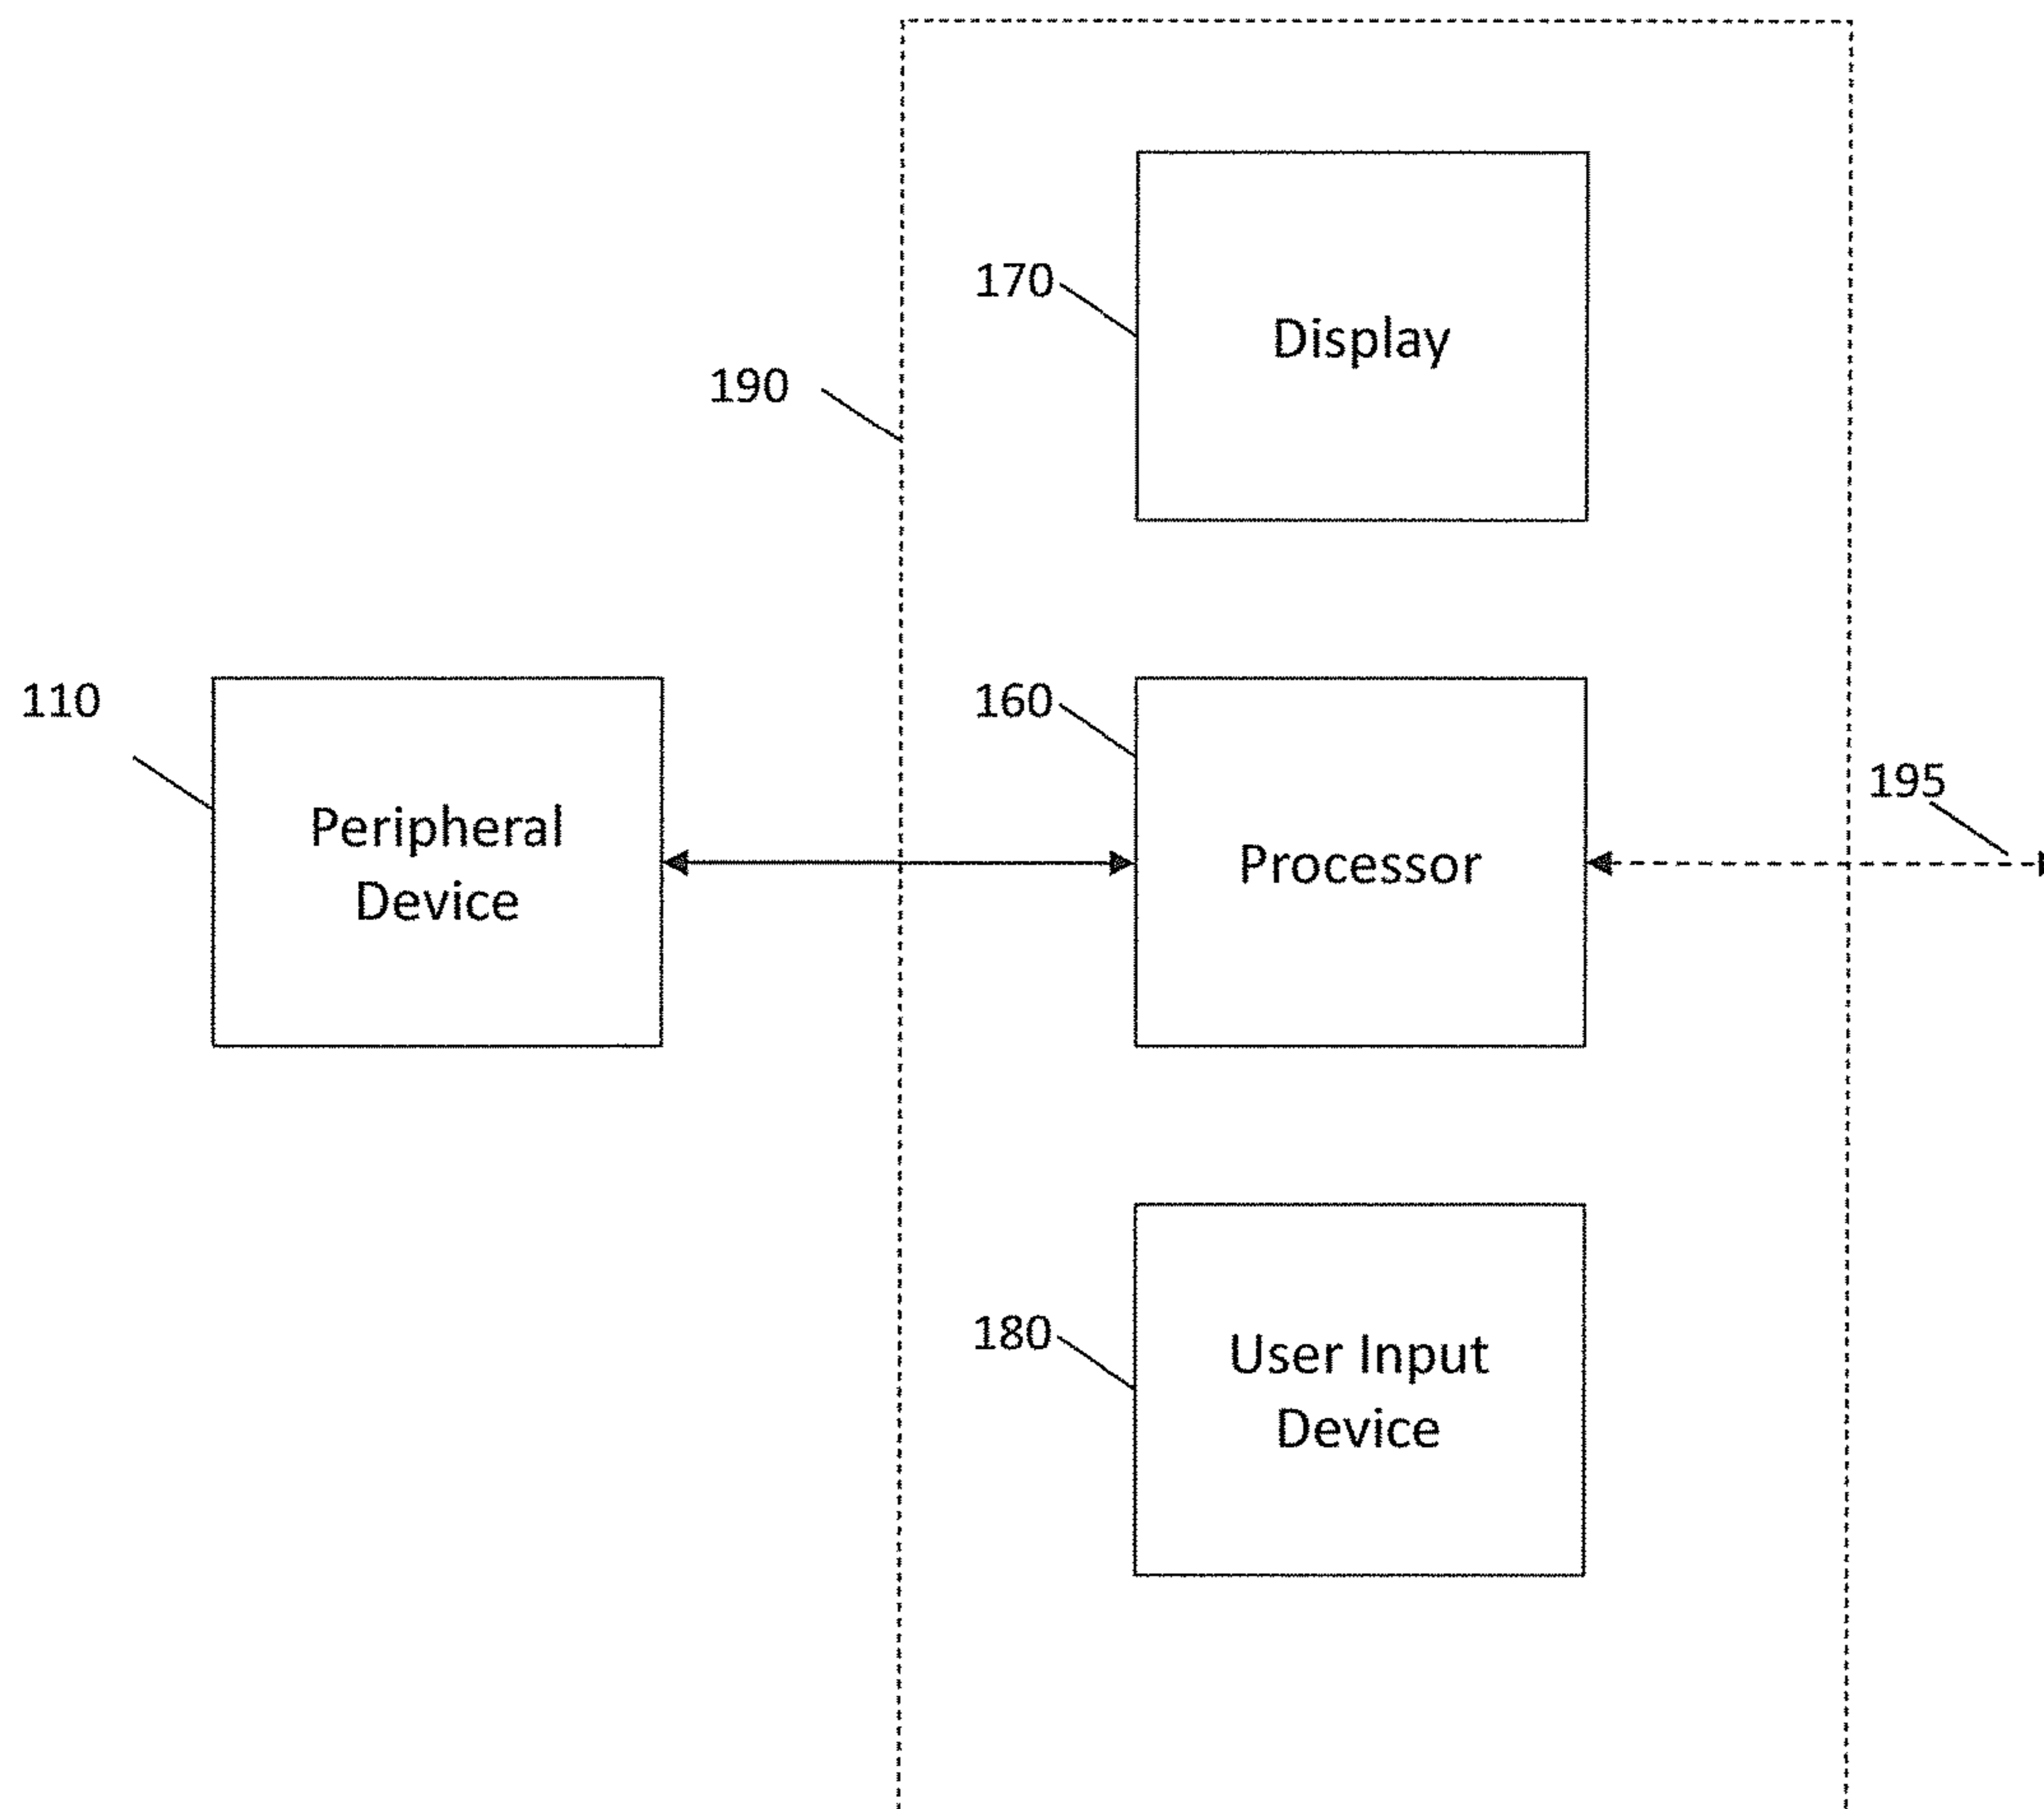 170
Display
190
110
160
195
Peripheral
Device
Processor
180
User Input
Device